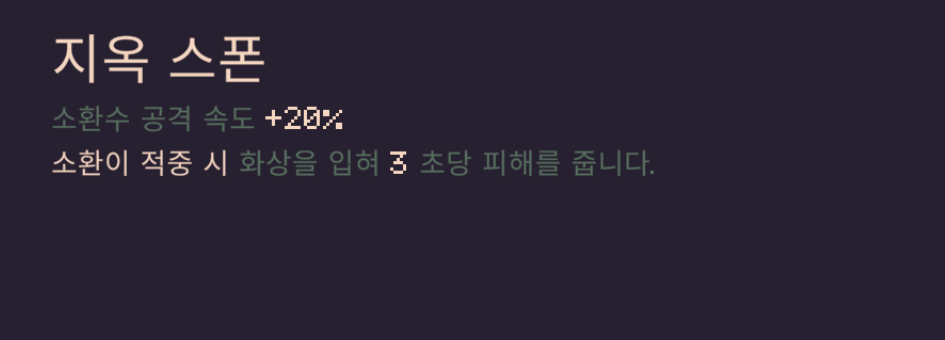 지옥 스폰
소환수 공격 속도 +20%
소환이 적중 시 화상을 입혀 3 초당 피해를 줍니다.